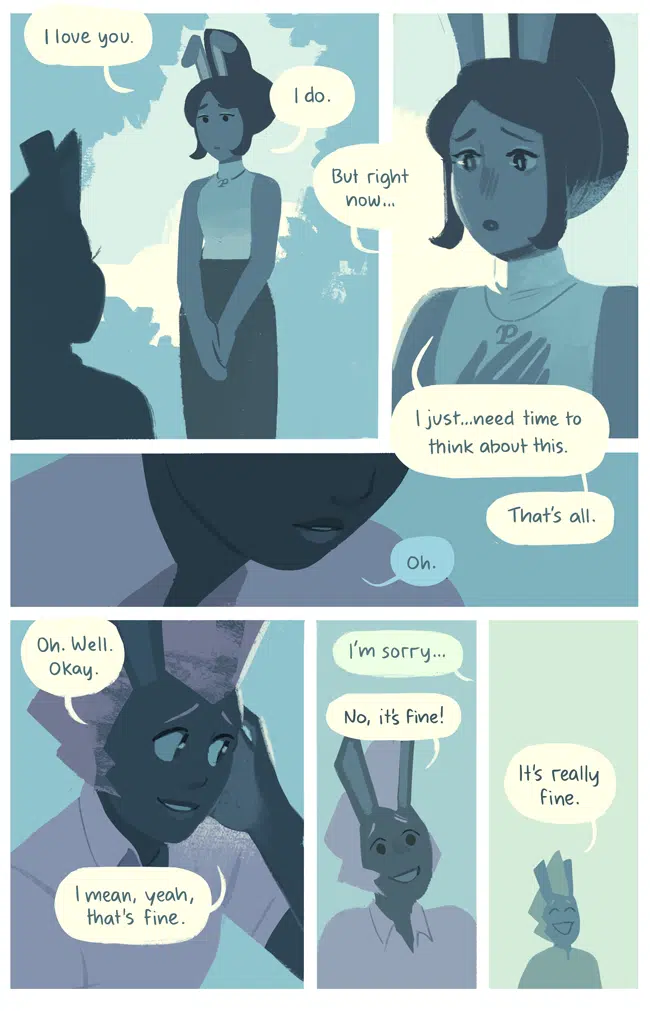 I love you.
I do.
But right
now...
P
P
I just...need time to
think about this.
That's all.
Oh.
Oh. Well.
Okay.
I mean, yeah,
that's fine.
I'm sorry...
No, it's fine!
It's really
fine.